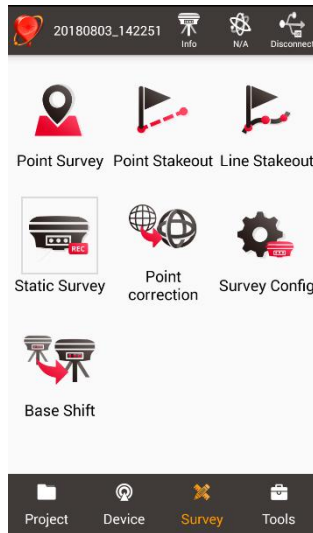 20180803_142251
Info
N/A
Disconnect
Point Survey
Point Stakeout
Line Stakeout
REC
Static Survey
Point
correction
Survey Config
Base Shift
Project
Device
Survey
Tools